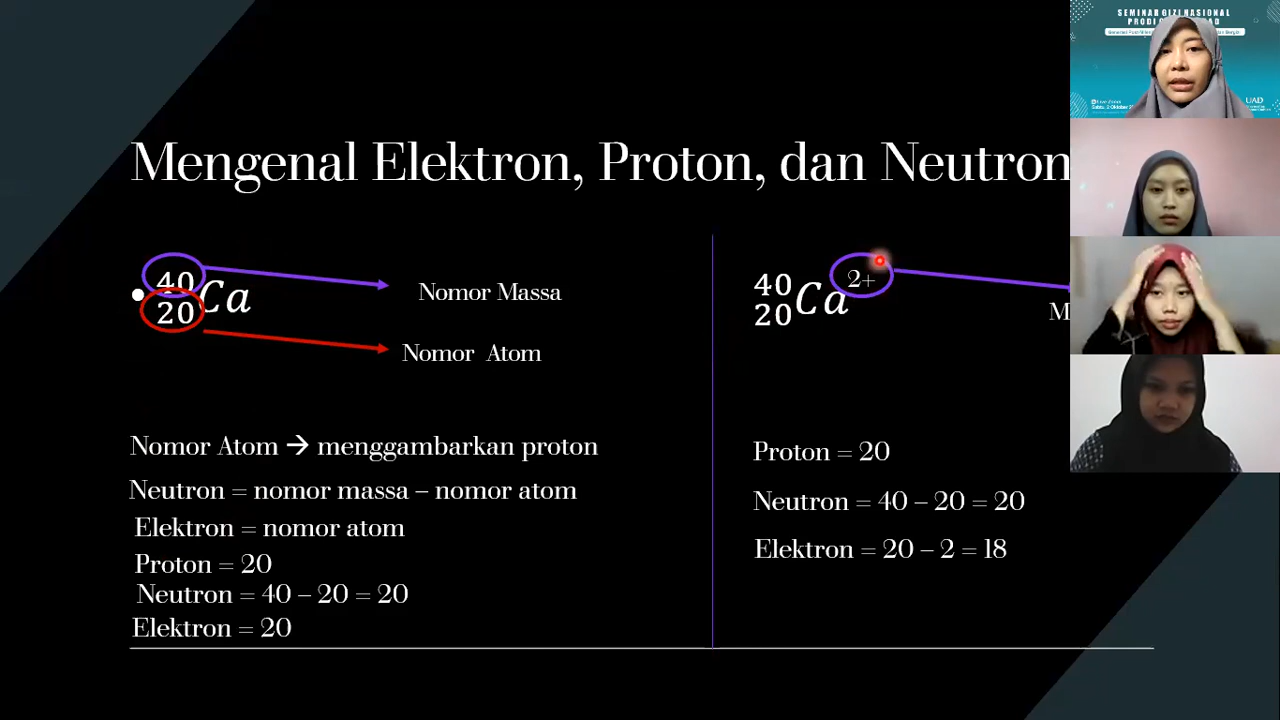 Mengenal Elektron, Proton, dan Neutron
40
20 Ca
Nomor Massa
Nomor Atom
Nomor Atom → menggambarkan proton
Neutron = nomor massa – nomor atom
Elektron = nomor atom
Proton = 20
Neutron = 40 – 20 = 20
Elektron = 20
40
20 Ca 2+
M
Proton = 20
Neutron = 40 – 20 = 20
Elektron = 20 – 2 = 18
SEMINAR GIZI NASIONAL
PRODI
UAD